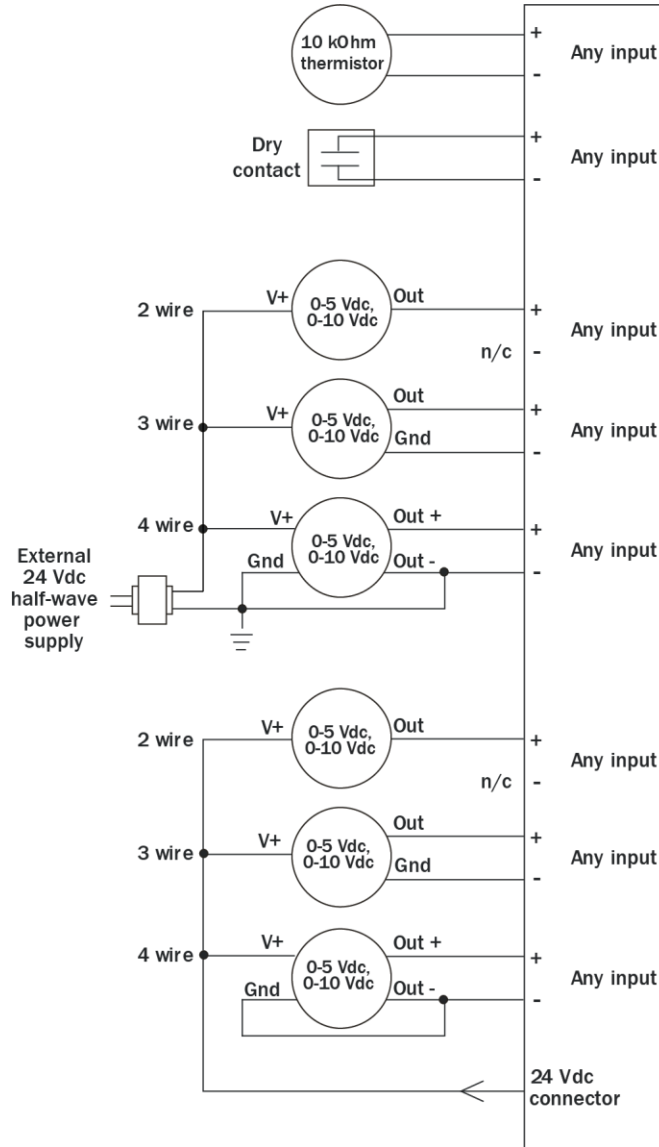 10 kOhm
thermistor
+
-
Any input
Dry
contact
+
-
Any input
2 wire
V+
0-5 Vdc,
0-10 Vdc
Out
+
n/c
-
Any input
3 wire
V+
0-5 Vdc,
0-10 Vdc
Out
Gnd
+
-
Any input
4 wire
V+
Gnd
0-5 Vdc,
0-10 Vdc
Out +
Out -
+
-
Any input
External
24 Vdc
half-wave
power
supply
2 wire
V+
0-5 Vdc,
0-10 Vdc
Out
+
n/c
-
Any input
3 wire
V+
0-5 Vdc,
0-10 Vdc
Out
Gnd
+
-
Any input
4 wire
V+
Gnd
0-5 Vdc,
0-10 Vdc
Out +
Out -
+
-
Any input
24 Vdc
connector